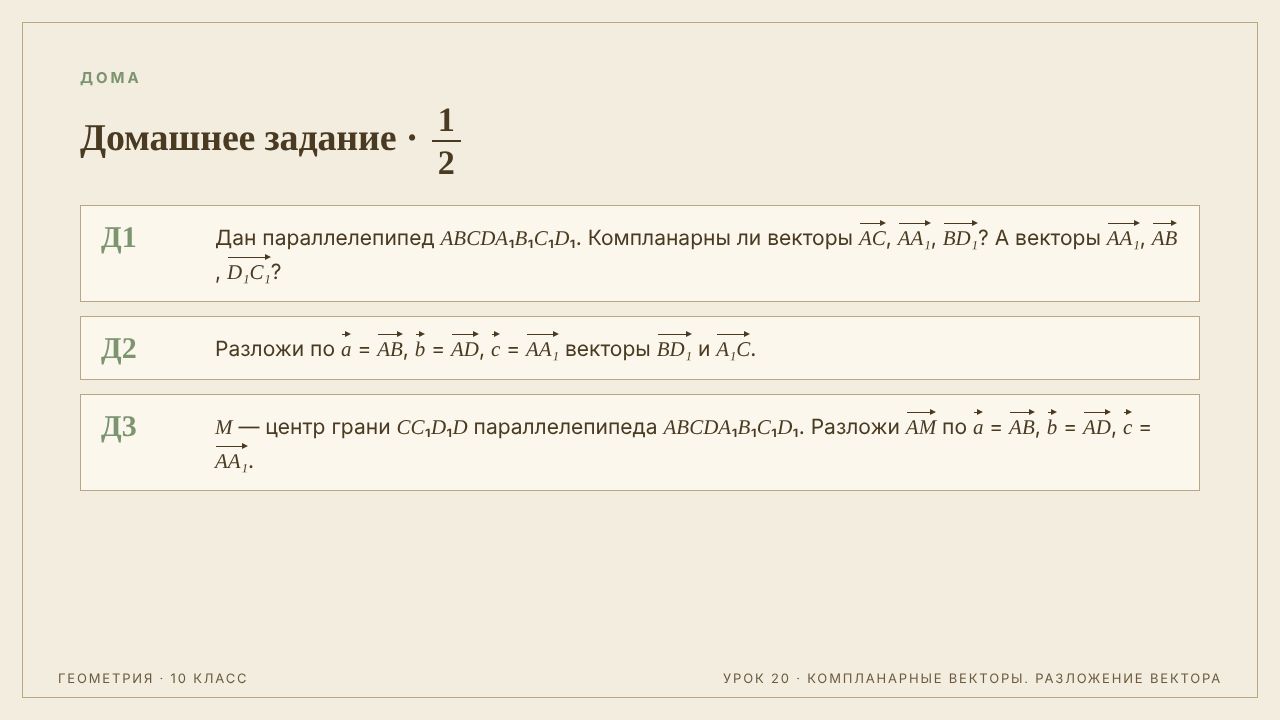 ДОМА
Домашнее задание · 1/2
Д1
Дан параллелепипед ABCDA₁B₁C₁D₁. Компланарны ли векторы AC⃗, AA₁⃗, BD₁⃗? А векторы AA₁⃗, AB⃗
, D₁C₁⃗?
Д2
Разложи по a⃗ = AB⃗, b⃗ = AD⃗, c⃗ = AA₁⃗ векторы BD₁⃗ и A₁C⃗.
Д3
M — центр грани CC₁D₁D параллелепипеда ABCDA₁B₁C₁D₁. Разложи AM⃗ по a⃗ = AB⃗, b⃗ = AD⃗, c⃗ =
AA₁⃗.
ГЕОМЕТРИЯ · 10 КЛАСС
УРОК 20 · КОМПЛАНАРНЫЕ ВЕКТОРЫ. РАЗЛОЖЕНИЕ ВЕКТОРА